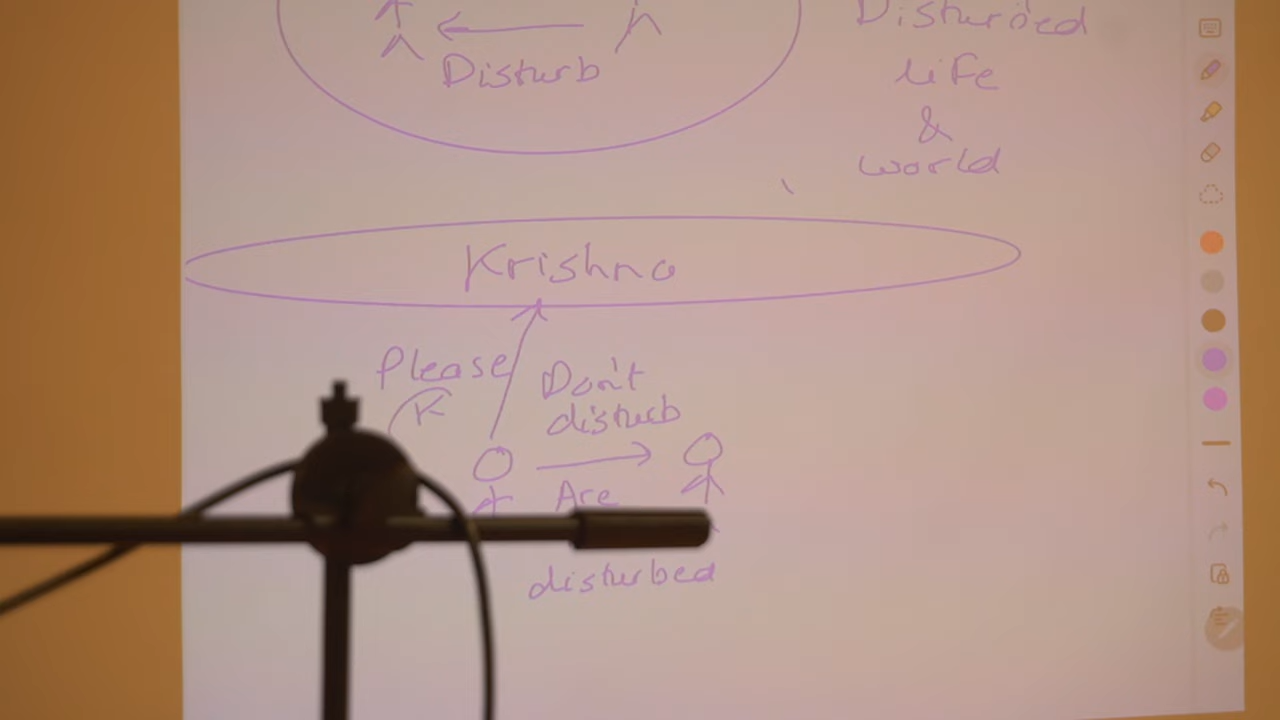 Disturb
Disturbed
life
&
world
Krishna
Please
K
Don't
disturb
Are
disturbed